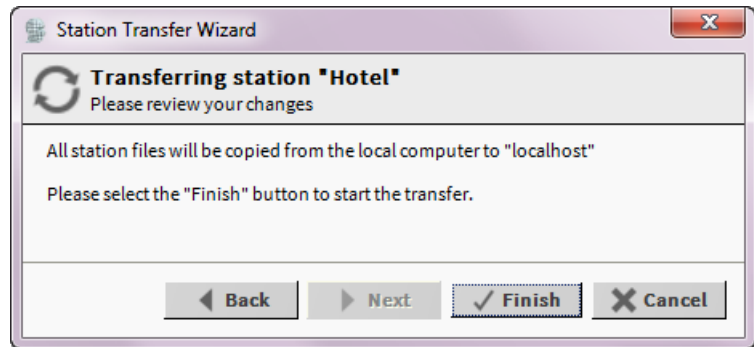 Station Transfer Wizard
Transferring station "Hotel"
Please review your changes
All station files will be copied from the local computer to "localhost"
Please select the "Finish" button to start the transfer.
Back Next Finish Cancel